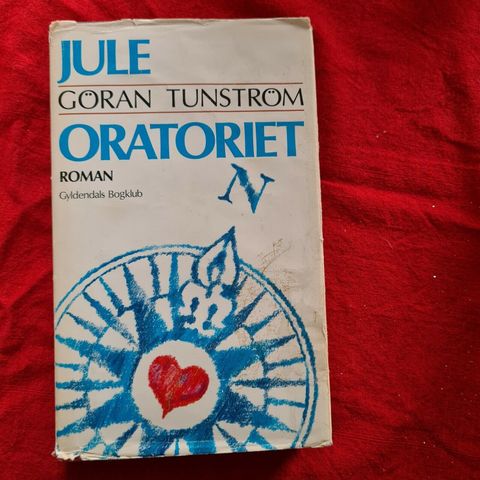 JULE
GÖRAN TUNSTRÖM
ORATORIET
ROMAN
Gyldendals Bogklub
N